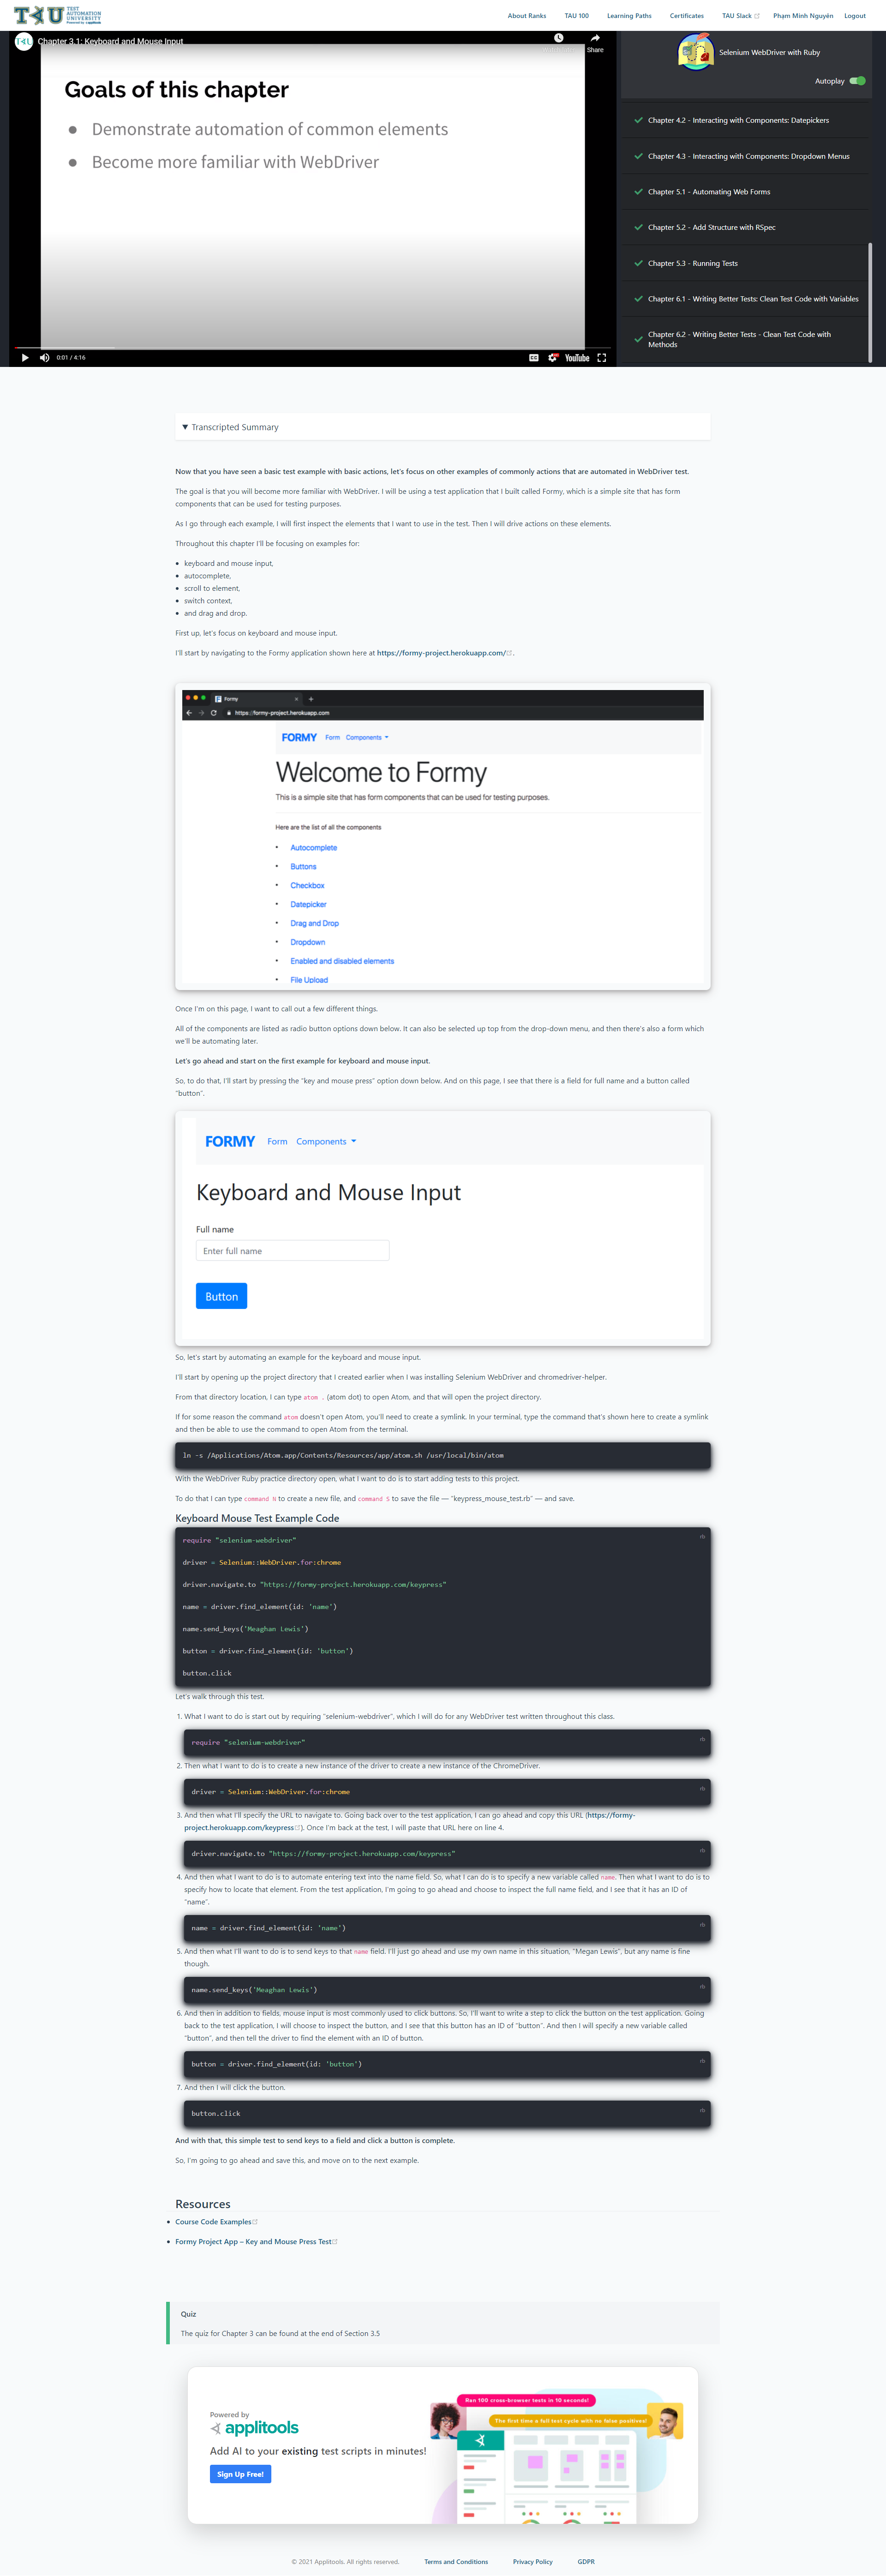 TAU TEST AUTOMATION UNIVERSITY
Powered by applitools
About Ranks
TAU 100
Learning Paths
Certificates
TAU Slack
Phạm Minh Nguyên
Logout
Chapter 3.1: Keyboard and Mouse Input
Share
Goals of this chapter
● Demonstrate automation of common elements
● Become more familiar with WebDriver
0:01 / 4:16
CC
YouTube
Selenium WebDriver with Ruby
Autoplay
Chapter 4.2 - Interacting with Components: Datepickers
Chapter 4.3 - Interacting with Components: Dropdown Menus
Chapter 5.1 - Automating Web Forms
Chapter 5.2 - Add Structure with RSpec
Chapter 5.3 - Running Tests
Chapter 6.1 - Writing Better Tests: Clean Test Code with Variables
Chapter 6.2 - Writing Better Tests - Clean Test Code with
Methods
▼ Transcripted Summary
Now that you have seen a basic test example with basic actions, let's focus on other examples of commonly actions that are automated in WebDriver test.
The goal is that you will become more familiar with WebDriver. I will be using a test application that I built called Formy, which is a simple site that has form
components that can be used for testing purposes.
As I go through each example, I will first inspect the elements that I want to use in the test. Then I will drive actions on these elements.
Throughout this chapter I'll be focusing on examples for:
• keyboard and mouse input,
• autocomplete,
• scroll to element,
• switch context,
• and drag and drop.
First up, let's focus on keyboard and mouse input.
I'll start by navigating to the Formy application shown here at https://formy-project.herokuapp.com/.
Formy
https://formy-project.herokuapp.com
FORMY Form Components
Welcome to Formy
This is a simple site that has form components that can be used for testing purposes.
Here are the list of all the components
• Autocomplete
• Buttons
• Checkbox
• Datepicker
• Drag and Drop
• Dropdown
• Enabled and disabled elements
• File Upload
Once I'm on this page, I want to call out a few different things.
All of the components are listed as radio button options down below. It can also be selected up top from the drop-down menu, and then there's also a form which
we'll be automating later.
Let's go ahead and start on the first example for keyboard and mouse input.
So, to do that, I'll start by pressing the "key and mouse press" option down below. And on this page, I see that there is a field for full name and a button called
"button".
FORMY Form Components
Keyboard and Mouse Input
Full name
Enter full name
Button
So, let's start by automating an example for the keyboard and mouse input.
I'll start by opening up the project directory that I created earlier when I was installing Selenium WebDriver and chromedriver-helper.
From that directory location, I can type atom . (atom dot) to open Atom, and that will open the project directory.
If for some reason the command atom doesn't open Atom, you'll need to create a symlink. In your terminal, type the command that's shown here to create a symlink
and then be able to use the command to open Atom from the terminal.
ln -s /Applications/Atom.app/Contents/Resources/app/atom.sh /usr/local/bin/atom
With the WebDriver Ruby practice directory open, what I want to do is to start adding tests to this project.
To do that I can type command N to create a new file, and command S to save the file — "keypress_mouse_test.rb" — and save.
Keyboard Mouse Test Example Code
rb
require "selenium-webdriver"
driver = Selenium::WebDriver.for:chrome
driver.navigate.to "https://formy-project.herokuapp.com/keypress"
name = driver.find_element(id: 'name')
name.send_keys('Meaghan Lewis')
button = driver.find_element(id: 'button')
button.click
Let's walk through this test.
1. What I want to do is start out by requiring "selenium-webdriver", which I will do for any WebDriver test written throughout this class.
rb
require "selenium-webdriver"
2. Then what I want to do is to create a new instance of the driver to create a new instance of the ChromeDriver.
rb
driver = Selenium::WebDriver.for:chrome
3. And then what I'll specify the URL to navigate to. Going back over to the test application, I can go ahead and copy this URL (https://formy-
project.herokuapp.com/keypress). Once I'm back at the test, I will paste that URL here on line 4.
rb
driver.navigate.to "https://formy-project.herokuapp.com/keypress"
4. And then what I want to do is to automate entering text into the name field. So, what I can do is to specify a new variable called name. Then what I want to do is to
specify how to locate that element. From the test application, I'm going to go ahead and choose to inspect the full name field, and I see that it has an ID of
"name".
rb
name = driver.find_element(id: 'name')
5. And then what I'll want to do is to send keys to that name field. I'll just go ahead and use my own name in this situation, "Megan Lewis", but any name is fine
though.
rb
name.send_keys('Meaghan Lewis')
6. And then in addition to fields, mouse input is most commonly used to click buttons. So, I'll want to write a step to click the button on the test application. Going
back to the test application, I will choose to inspect the button, and I see that this button has an ID of "button". And then I will specify a new variable called
"button", and then tell the driver to find the element with an ID of button.
rb
button = driver.find_element(id: 'button')
7. And then I will click the button.
rb
button.click
And with that, this simple test to send keys to a field and click a button is complete.
So, I'm going to go ahead and save this, and move on to the next example.
Resources
• Course Code Examples
• Formy Project App – Key and Mouse Press Test
Quiz
The quiz for Chapter 3 can be found at the end of Section 3.5
Powered by
applitools
Add AI to your existing test scripts in minutes!
Sign Up Free!
Ran 100 cross-browser tests in 10 seconds!
The first time a full test cycle with no false positives!
© 2021 Applitools. All rights reserved.
Terms and Conditions
Privacy Policy
GDPR